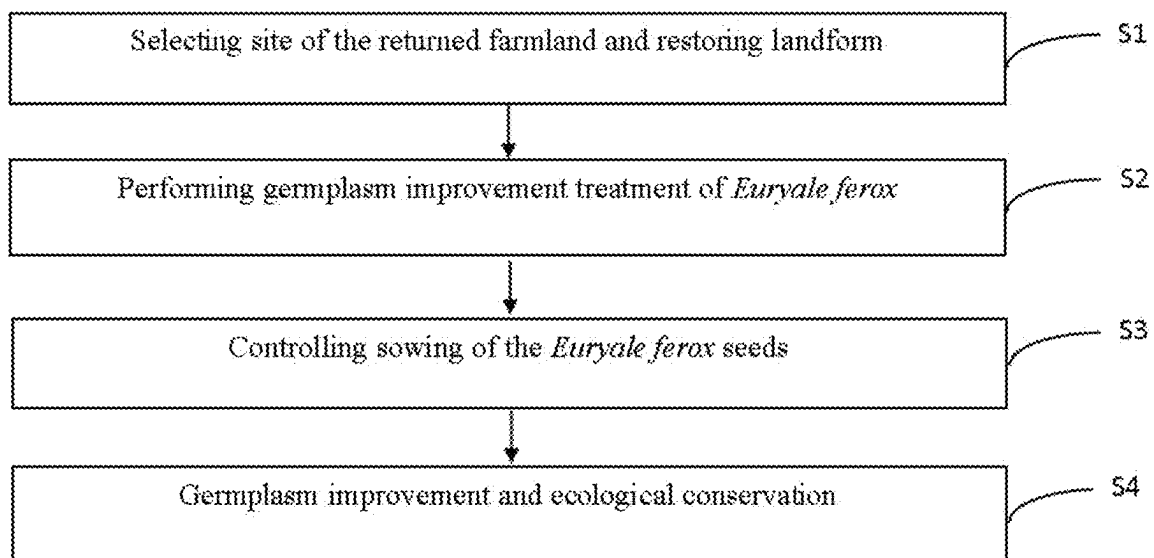 Selecting site of the returned farmland and restoring landform
S1
Performing germplasm improvement treatment of Euryale ferox
S2
Controlling sowing of the Euryale ferox seeds
S3
Germplasm improvement and ecological conservation
S4